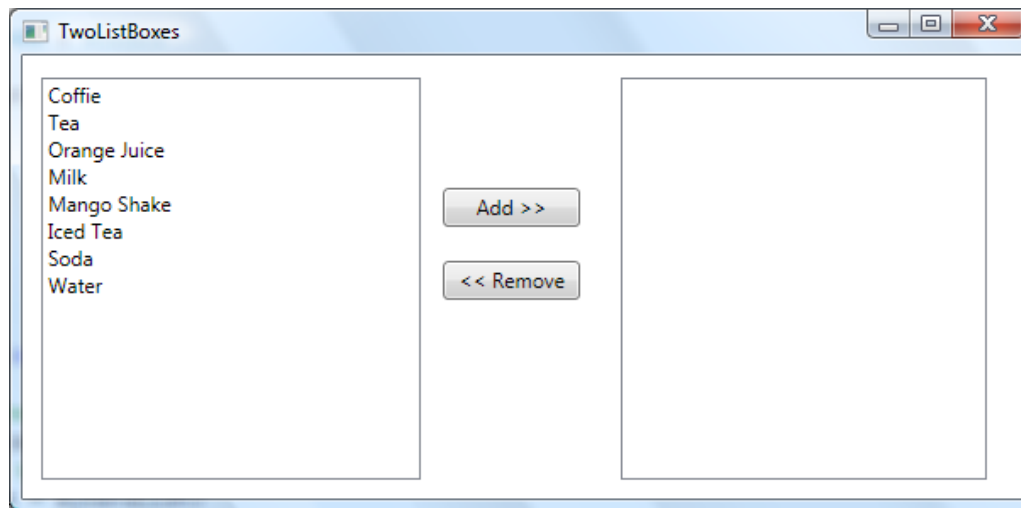 TwoListBoxes
Coffie
Tea
Orange Juice
Milk
Mango Shake
Iced Tea
Soda
Water
Add >>
<< Remove